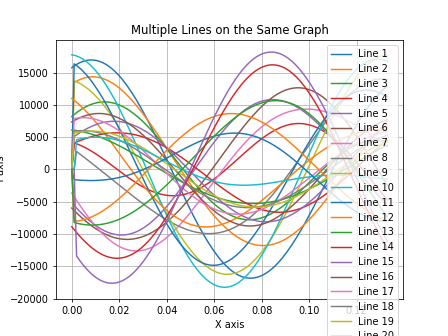 Multiple Lines on the Same Graph
15000
10000
5000
0
−5000
−10000
−15000
−20000
0.00
0.02
0.04
0.06
0.08
0.10
X axis
axis
Line 1
Line 2
Line 3
Line 4
Line 5
Line 6
Line 7
Line 8
Line 9
Line 10
Line 11
Line 12
Line 13
Line 14
Line 15
Line 16
Line 17
Line 18
Line 19
Line 20